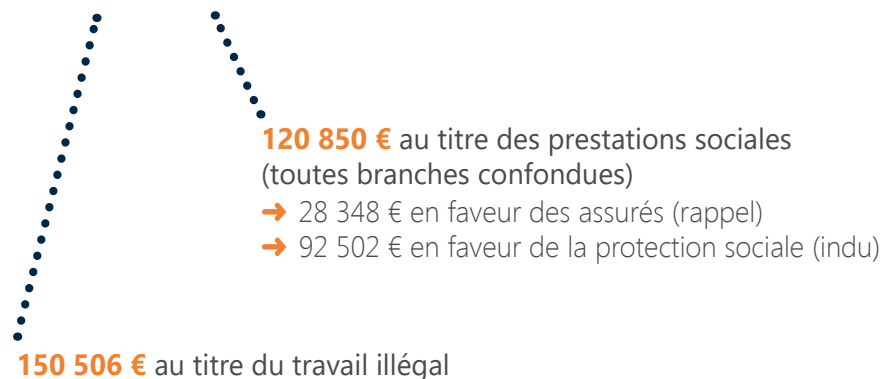 120 850 € au titre des prestations sociales
(toutes branches confondues)
➜ 28 348 € en faveur des assurés (rappel)
➜ 92 502 € en faveur de la protection sociale (indu)
150 506 € au titre du travail illégal